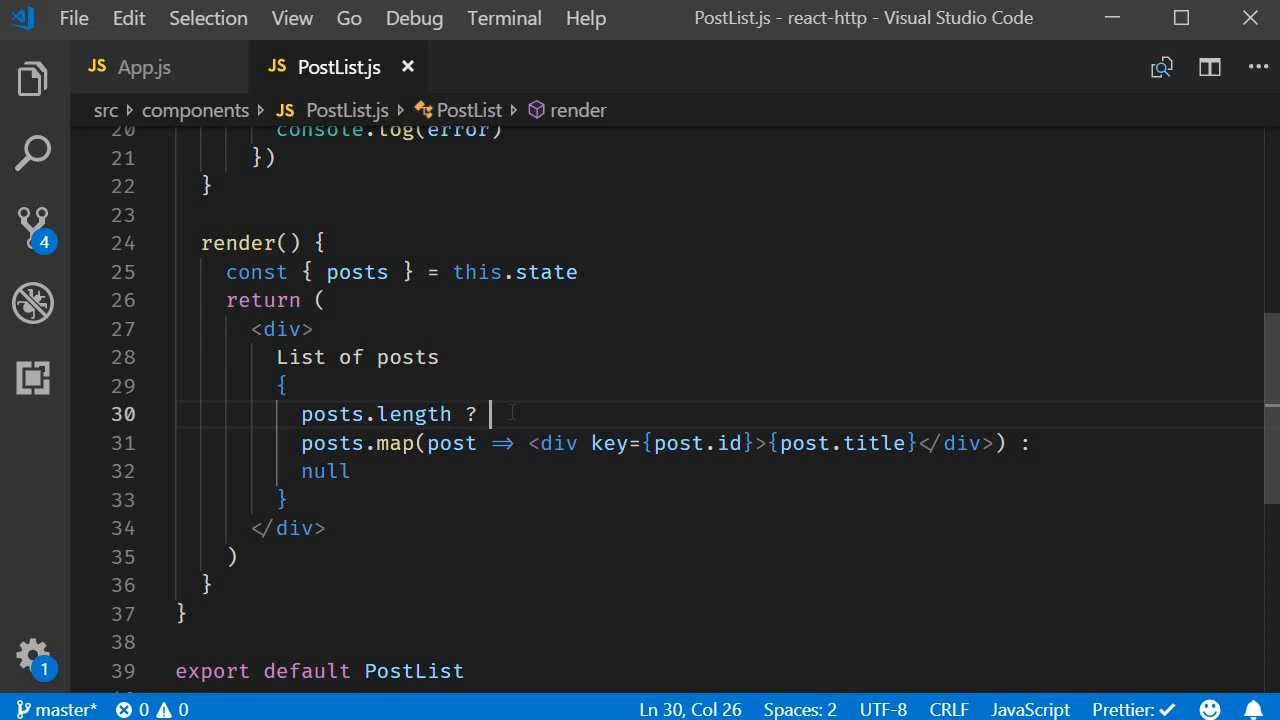 File Edit Selection View Go Debug Terminal Help PostList.js - react-http - Visual Studio Code
JS App.js JS PostList.js
src components JS PostList.js PostList render
20 console.log(error)
21 })
22 }
23
24 render() {
25 const { posts } = this.state
26 return (
27 <div>
28 List of posts
29 {
30 posts.length ?
31 posts.map(post => <div key={post.id}>{post.title}</div>) :
32 null
33 }
34 </div>
35 )
36 }
37 }
38
39 export default PostList
4
1
master* 0 0 Ln 30, Col 26 Spaces: 2 UTF-8 CRLF JavaScript Prettier: ✓